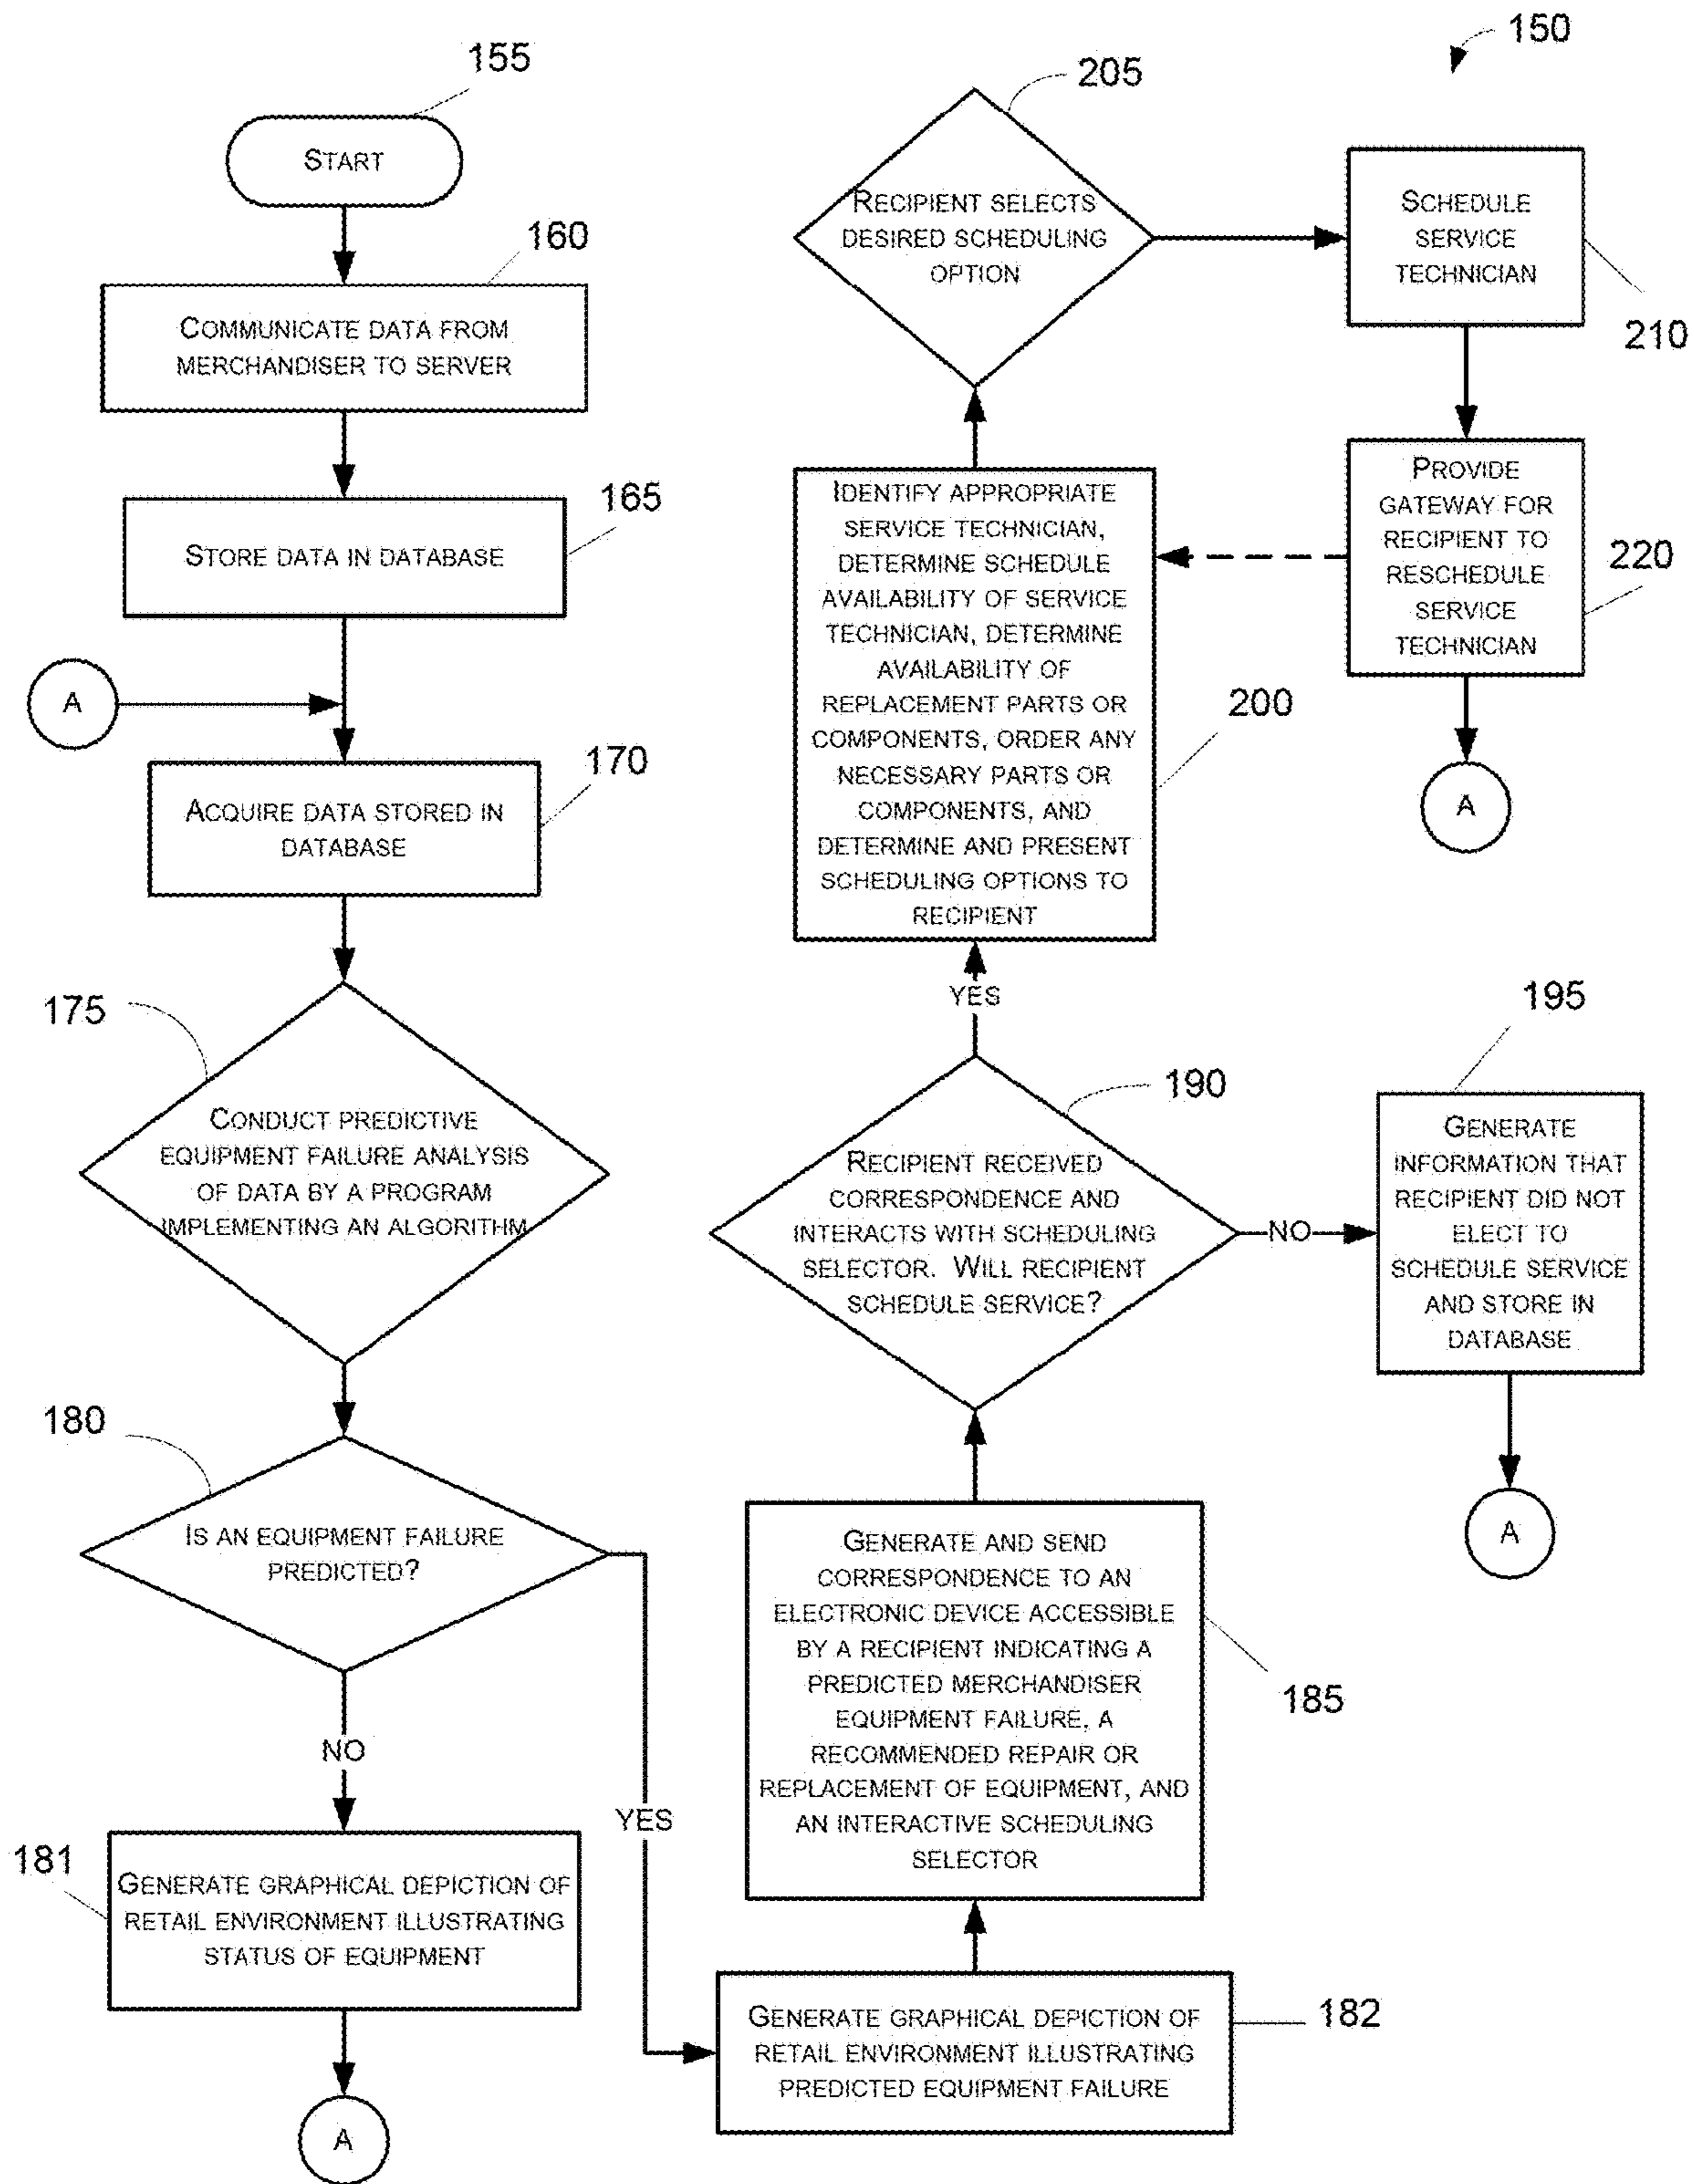 155
START
160
COMMUNICATE DATA FROM
MERCHANDISER TO SERVER
165
STORE DATA IN DATABASE
A
170
ACQUIRE DATA STORED IN
DATABASE
175
CONDUCT PREDICTIVE
EQUIPMENT FAILURE ANALYSIS
OF DATA BY A PROGRAM
IMPLEMENTING AN ALGORITHM
180
IS AN EQUIPMENT FAILURE
PREDICTED?
NO
YES
181
GENERATE GRAPHICAL DEPICTION OF
RETAIL ENVIRONMENT ILLUSTRATING
STATUS OF EQUIPMENT
A
182
GENERATE GRAPHICAL DEPICTION OF
RETAIL ENVIRONMENT ILLUSTRATING
PREDICTED EQUIPMENT FAILURE
185
GENERATE AND SEND
CORRESPONDENCE TO AN
ELECTRONIC DEVICE ACCESSIBLE
BY A RECIPIENT INDICATING A
PREDICTED MERCHANDISER
EQUIPMENT FAILURE, A
RECOMMENDED REPAIR OR
REPLACEMENT OF EQUIPMENT, AND
AN INTERACTIVE SCHEDULING
SELECTOR
190
RECIPIENT RECEIVED
CORRESPONDENCE AND
INTERACTS WITH SCHEDULING
SELECTOR. WILL RECIPIENT
SCHEDULE SERVICE?
NO
195
GENERATE
INFORMATION THAT
RECIPIENT DID NOT
ELECT TO
SCHEDULE SERVICE
AND STORE IN
DATABASE
A
YES
200
IDENTIFY APPROPRIATE
SERVICE TECHNICIAN,
DETERMINE SCHEDULE
AVAILABILITY OF SERVICE
TECHNICIAN, DETERMINE
AVAILABILITY OF
REPLACEMENT PARTS OR
COMPONENTS, ORDER ANY
NECESSARY PARTS OR
COMPONENTS, AND
DETERMINE AND PRESENT
SCHEDULING OPTIONS TO
RECIPIENT
205
RECIPIENT SELECTS
DESIRED SCHEDULING
OPTION
150
SCHEDULE
SERVICE
TECHNICIAN
210
PROVIDE
GATEWAY FOR
RECIPIENT TO
RESCHEDULE
SERVICE
TECHNICIAN
220
A